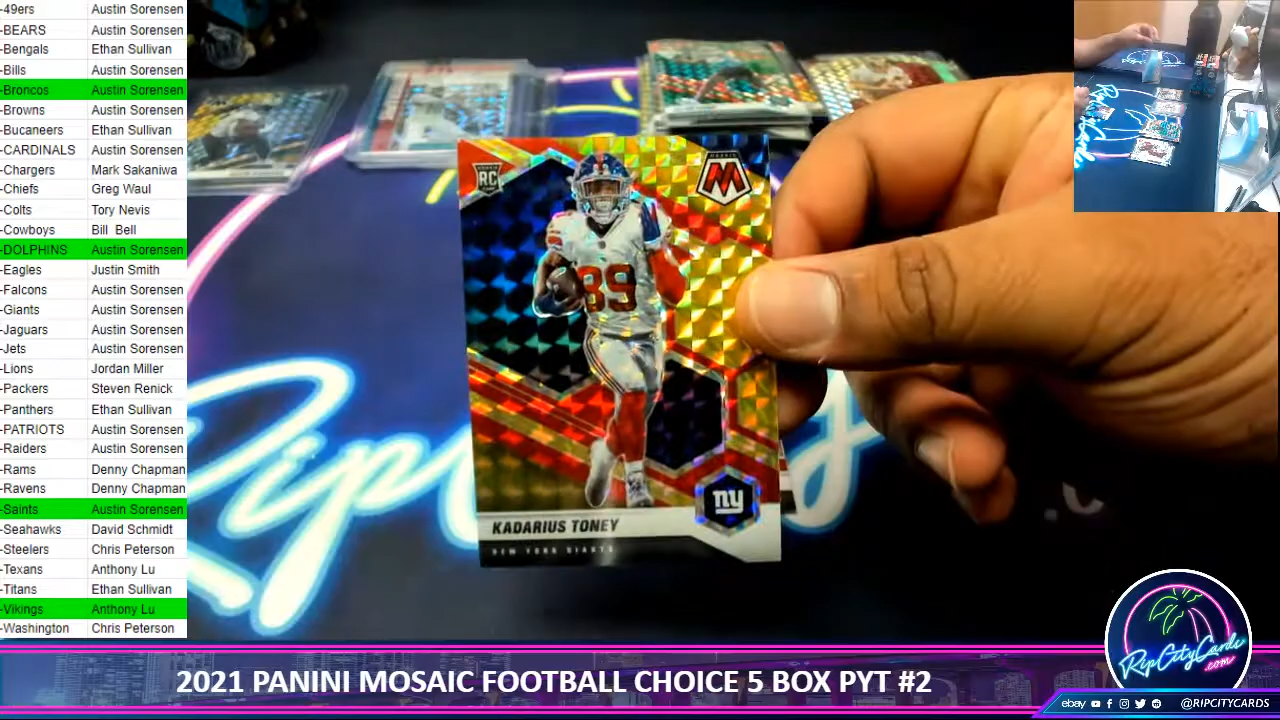 -49ers Austin Sorensen
-BEARS Austin Sorensen
-Bengals Ethan Sullivan
-Bills Austin Sorensen
-Broncos Austin Sorensen
-Browns Austin Sorensen
-Bucaneers Ethan Sullivan
-CARDINALS Austin Sorensen
-Chargers Mark Sakaniwa
-Chiefs Greg Waul
-Colts Tory Nevis
-Cowboys Bill Bell
-DOLPHINS Austin Sorensen
-Eagles Justin Smith
-Falcons Austin Sorensen
-Giants Austin Sorensen
-Jaguars Austin Sorensen
-Jets Austin Sorensen
-Lions Jordan Miller
-Packers Steven Renick
-Panthers Ethan Sullivan
-PATRIOTS Austin Sorensen
-Raiders Austin Sorensen
-Rams Denny Chapman
-Ravens Denny Chapman
-Saints Austin Sorensen
-Seahawks David Schmidt
-Steelers Chris Peterson
-Texans Anthony Lu
-Titans Ethan Sullivan
-Vikings Anthony Lu
-Washington Chris Peterson
RC
M
89
ny
KADARIUS TONEY
NEW YORK GIANTS
Rip
RipCityCards
.com
2021 PANINI MOSAIC FOOTBALL CHOICE 5 BOX PYT #2
ebay @RIPCITYCARDS